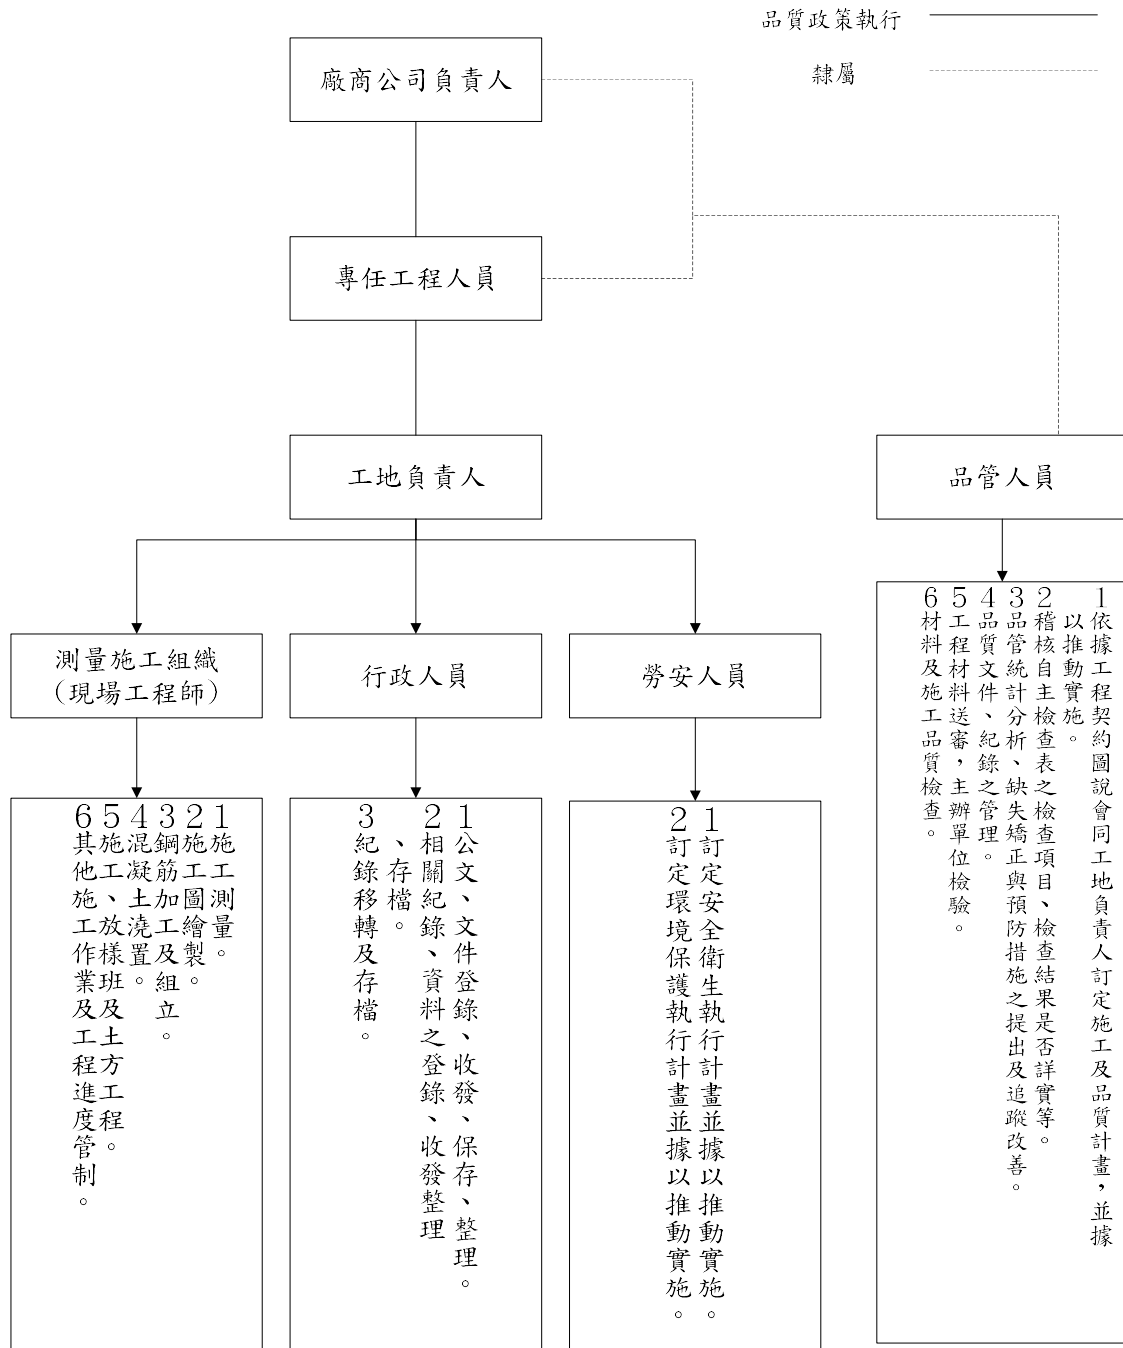 品質政策執行
隸屬
廠商公司負責人
專任工程人員
工地負責人
品管人員
測量施工組織
(現場工程師)
行政人員
勞安人員
1施工測量。
2施工圖繪製。
3鋼筋加工及組立。
4混凝土澆置。
5施工、放樣班及土方工程。
6其他施工作業及工程進度管制。
1公文、文件登錄、收發、保存、整理。
2相關紀錄、資料之登錄、收發整理
、存檔。
3紀錄移轉及存檔。
1訂定安全衛生執行計畫並據以推動實施。
2訂定環境保護執行計畫並據以推動實施。
1依據工程契約圖說會同工地負責人訂定施工及品質計畫,並據
以推動實施。
2稽核自主檢查表之檢查項目、檢查結果是否詳實等。
3品管統計分析、缺失矯正與預防措施之提出及追蹤改善。
4品質文件、紀錄之管理。
5工程材料送審,主辦單位檢驗。
6材料及施工品質檢查。